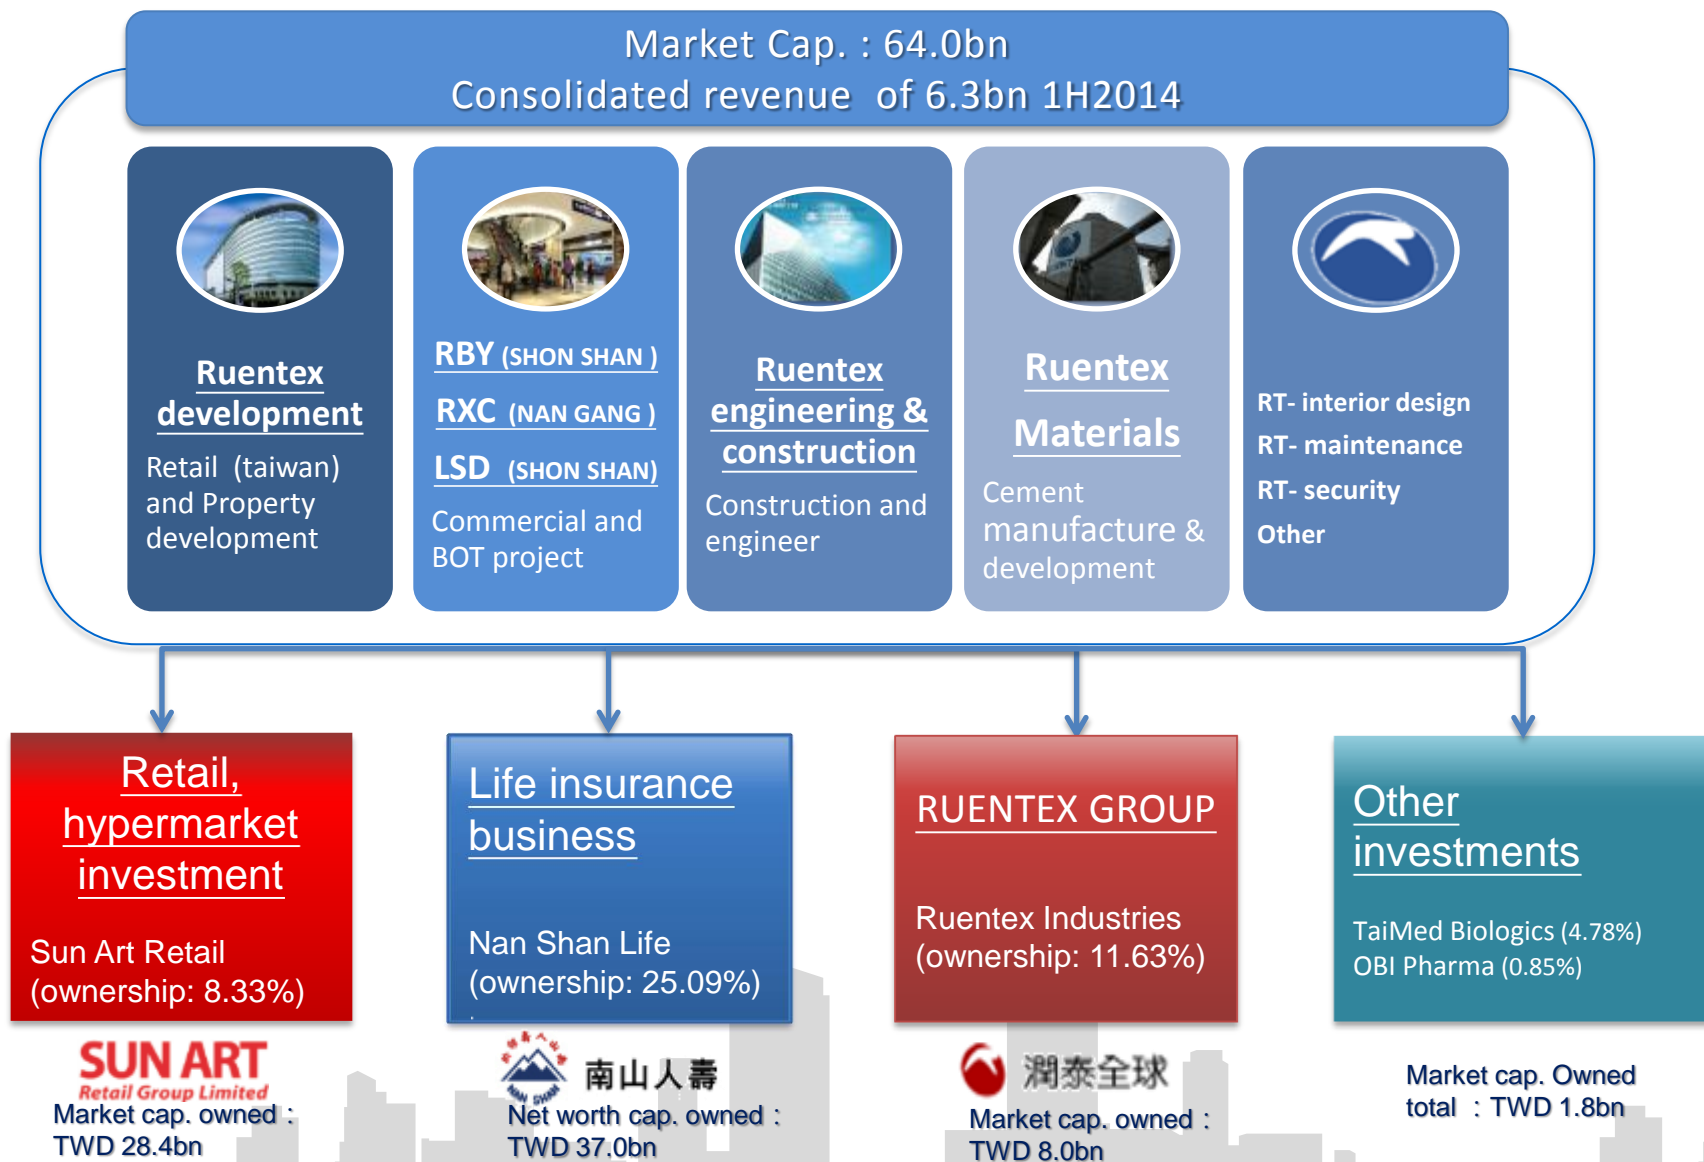 Market Cap. : 64.0bn
Consolidated revenue of 6.3bn 1H2014
Ruentex
development
Retail (taiwan)
and Property
development
RBY (SHON SHAN )
RXC (NAN GANG )
LSD (SHON SHAN)
Commercial and
BOT project
Ruentex
engineering &
construction
Construction and
engineer
Ruentex
Materials
Cement
manufacture &
development
RT- interior design
RT- maintenance
RT- security
Other
Retail,
hypermarket
investment
Sun Art Retail
(ownership: 8.33%)
Life insurance
business
Nan Shan Life
(ownership: 25.09%)
RUENTEX GROUP
Ruentex Industries
(ownership: 11.63%)
Other
investments
TaiMed Biologics (4.78%)
OBI Pharma (0.85%)
SUN ART
Retail Group Limited
Market cap. owned :
TWD 28.4bn
NAN SHAN
南山人壽
Net worth cap. owned :
TWD 37.0bn
潤泰全球
Market cap. owned :
TWD 8.0bn
Market cap. Owned
total : TWD 1.8bn